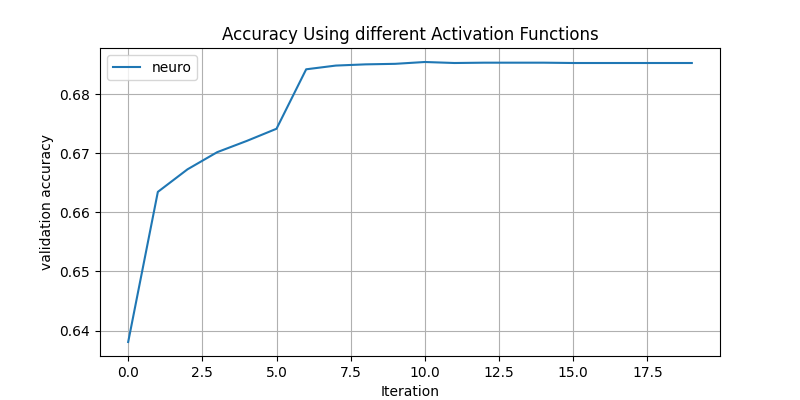 Accuracy Using different Activation Functions
neuro
validation accuracy
0.68
0.67
0.66
0.65
0.64
0.0 2.5 5.0 7.5 10.0 12.5 15.0 17.5
Iteration